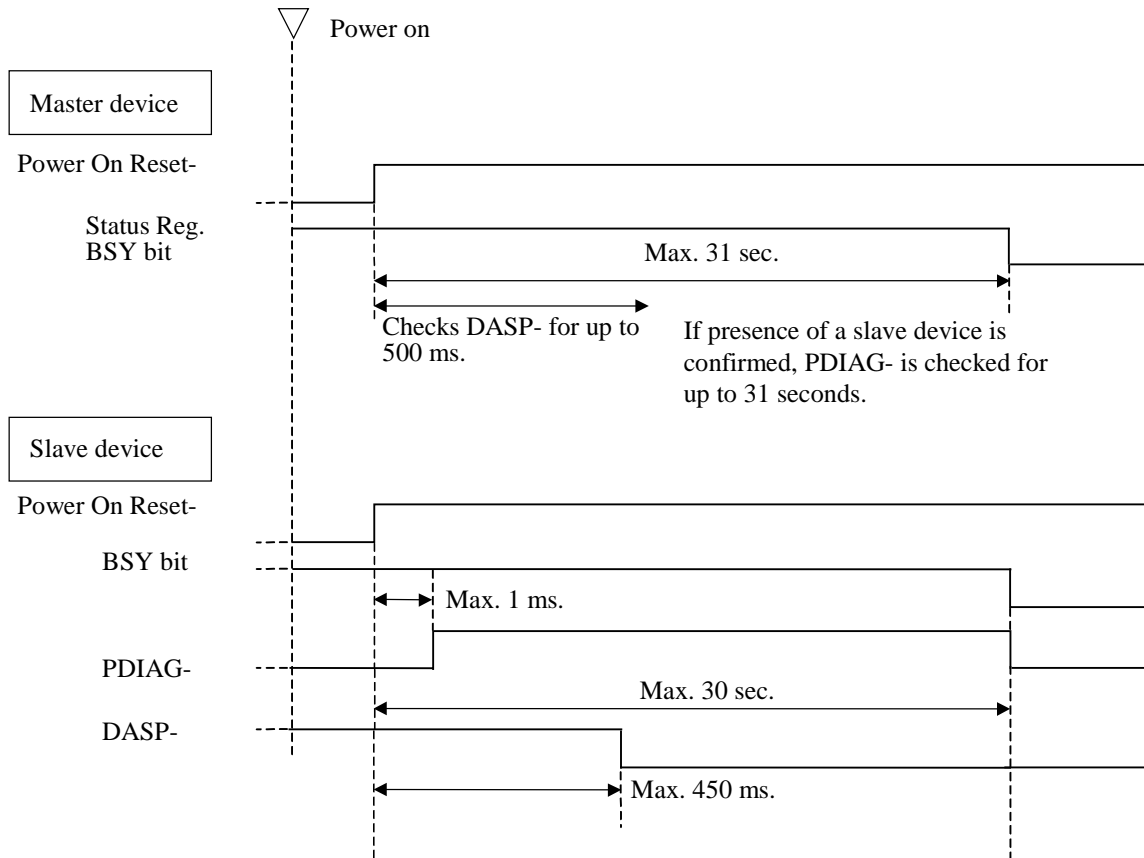 Power on
Master device
Power On Reset-
Status Reg.
BSY bit
Max. 31 sec.
Checks DASP- for up to
500 ms.
If presence of a slave device is
confirmed, PDIAG- is checked for
up to 31 seconds.
Slave device
Power On Reset-
BSY bit
Max. 1 ms.
PDIAG-
Max. 30 sec.
DASP-
Max. 450 ms.